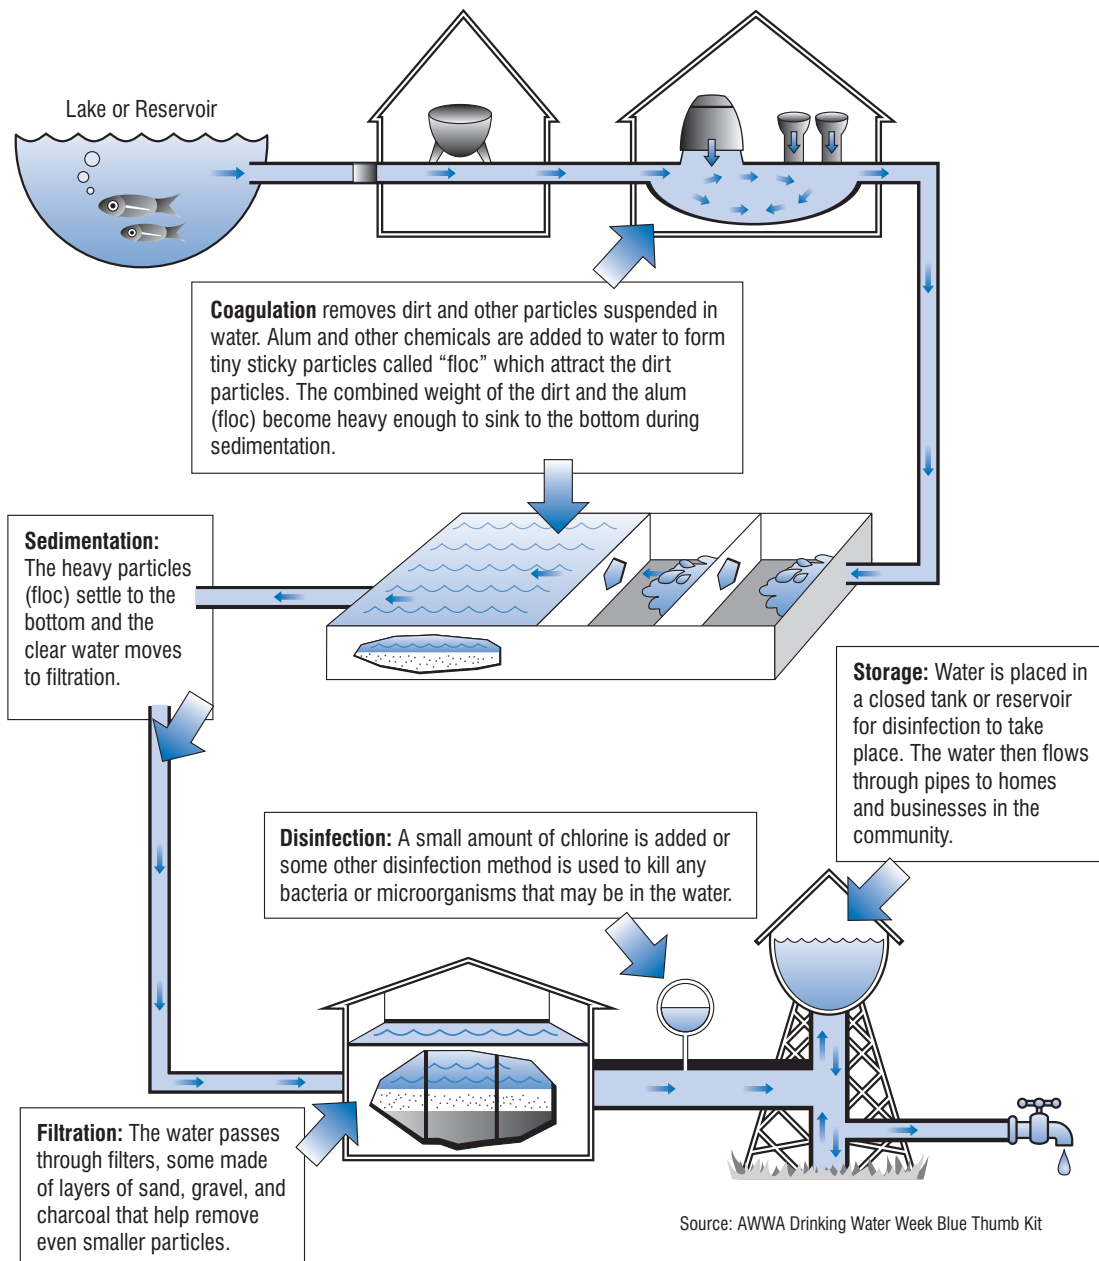 Lake or Reservoir
Coagulation removes dirt and other particles suspended in
water. Alum and other chemicals are added to water to form
tiny sticky particles called “floc” which attract the dirt
particles. The combined weight of the dirt and the alum
(floc) become heavy enough to sink to the bottom during
sedimentation.
Sedimentation:
The heavy particles
(floc) settle to the
bottom and the
clear water moves
to filtration.
Storage: Water is placed in
a closed tank or reservoir
for disinfection to take
place. The water then flows
through pipes to homes
and businesses in the
community.
Disinfection: A small amount of chlorine is added or
some other disinfection method is used to kill any
bacteria or microorganisms that may be in the water.
Filtration: The water passes
through filters, some made
of layers of sand, gravel, and
charcoal that help remove
even smaller particles.
Source: AWWA Drinking Water Week Blue Thumb Kit